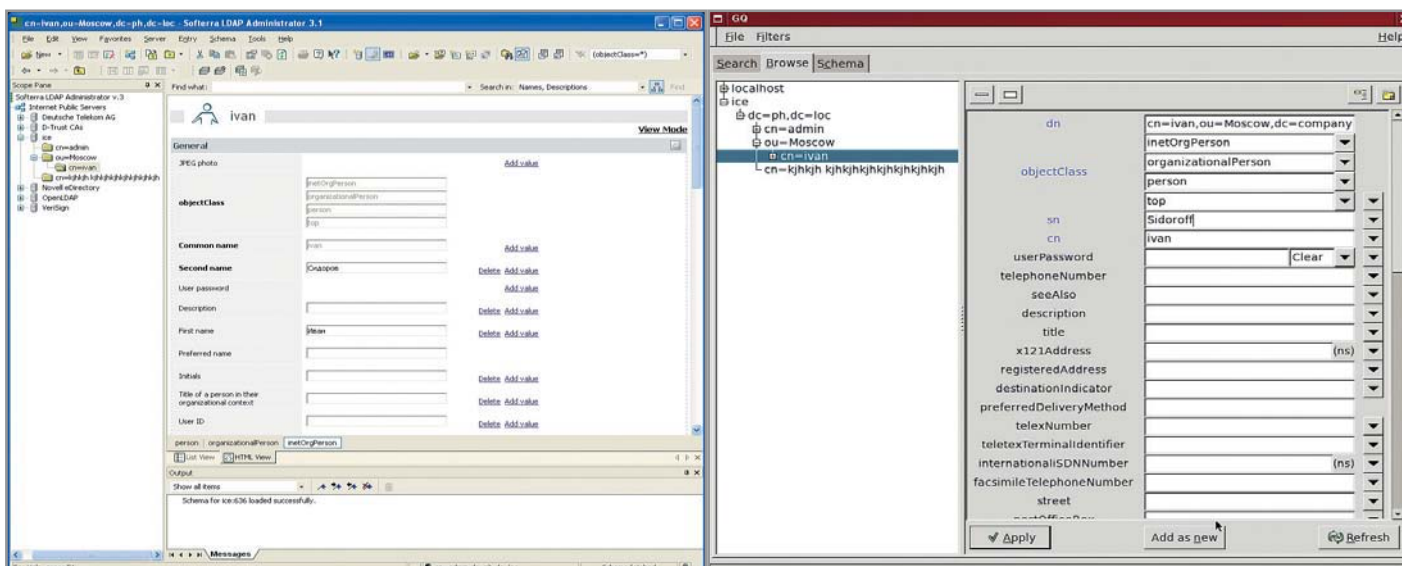 cn=ivan,ou=Moscow,dc=ph,dc=loc - Softerra LDAP Administrator 3.1
File Edit View Favorites Server Entry Schema Tools Help
New (objectClass=*)
Scope Pane
Softerra LDAP Administrator v.3
Internet Public Servers
Deutsche Telekom AG
D-Trust CAs
ice
cn=admin
ou=Moscow
cn=ivan
Novell eDirectory
OpenLDAP
VeriSign
Find what: Search in: Names, Descriptions Find
ivan
View Mode
General
JPEG photo Add value
objectClass
inetOrgPerson
organizationalPerson
person
top
Common name ivan Add value
Second name Сидоров Delete Add value
User password Add value
Description Delete Add value
First name Иван Delete Add value
Preferred name
Initials Delete Add value
Title of a person in their
organizational context Delete Add value
User ID Delete Add value
person organizationalPerson inetOrgPerson
List View HTML View
Output
Show all items
Schema for ice:636 loaded successfully.
Messages
GQ
File Filters Help
Search Browse Schema
localhost
ice
dc=ph,dc=loc
cn=admin
ou=Moscow
cn=ivan
cn=kjhkjh kjhkjhkjhkjhkjhkjhkjh
dn cn=ivan,ou=Moscow,dc=company
objectClass
inetOrgPerson
organizationalPerson
person
top
sn Sidoroff
cn ivan
userPassword Clear
telephoneNumber
seeAlso
description
title
x121Address (ns)
registeredAddress
destinationIndicator
preferredDeliveryMethod
telexNumber
teletexTerminalIdentifier
internationaliSDNNumber (ns)
facsimileTelephoneNumber
street
postOfficeBox
Apply Add as new Refresh